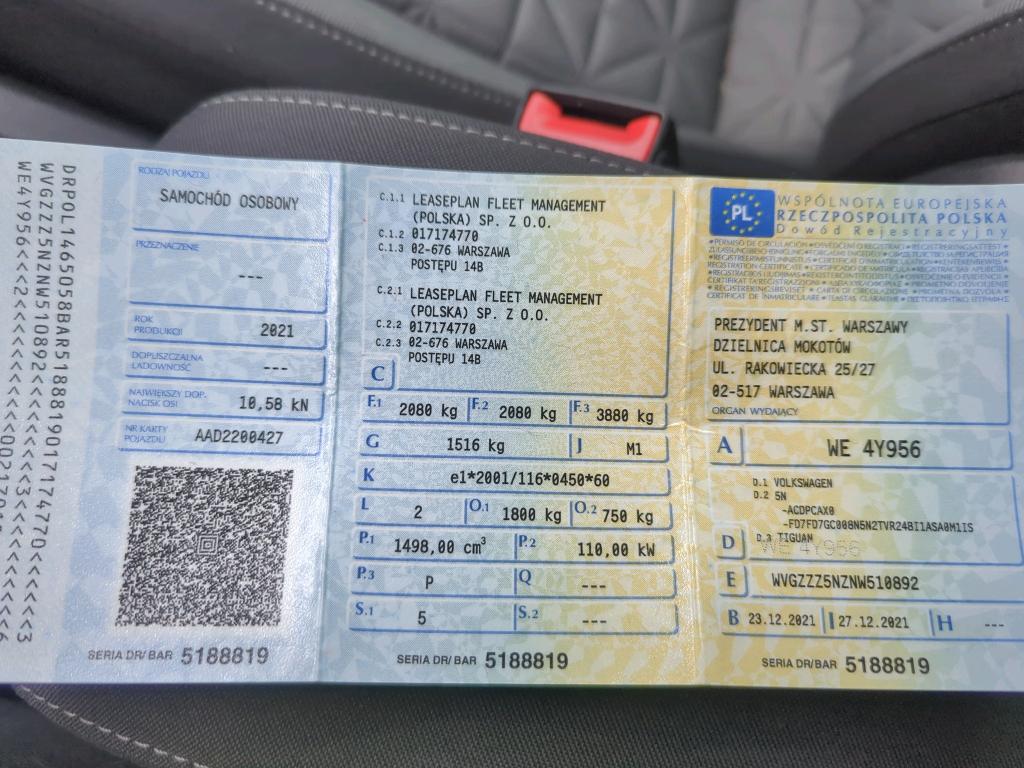 DRPOL1465058BAR5188819017174770<<<<<<3
RODZAJ POJAZDU
SAMOCHÓD OSOBOWY
PRZEZNACZENIE
---
ROK PRODUKCJI
2021
DOPUSZCZALNA ŁADOWNOŚĆ
---
NAJWIĘKSZY DOP. NACISK OSI
10,58 kN
NR KARTY POJAZDU
AAD2200427
SERIA DR/BAR 5188819
C.1.1 LEASEPLAN FLEET MANAGEMENT
(POLSKA) SP. Z O.O.
C.1.2 017174770
C.1.3 02-676 WARSZAWA
POSTĘPU 14B
C.2.1 LEASEPLAN FLEET MANAGEMENT
(POLSKA) SP. Z O.O.
C.2.2 017174770
C.2.3 02-676 WARSZAWA
POSTĘPU 14B
C
F.1 2080 kg F.2 2080 kg F.3 3880 kg
G 1516 kg J M1
K e1*2001/116*0450*60
L 2 O.1 1800 kg O.2 750 kg
P.1 1498,00 cm³ P.2 110,00 kW
P.3 P Q ---
S.1 5 S.2 ---
SERIA DR/BAR 5188819
PL
WSPÓLNOTA EUROPEJSKA
RZECZPOSPOLITA POLSKA
Dowód Rejestracyjny
PREZYDENT M.ST. WARSZAWY
DZIELNICA MOKOTÓW
UL. RAKOWIECKA 25/27
02-517 WARSZAWA
ORGAN WYDAJĄCY
A WE 4Y956
D.1 VOLKSWAGEN
D.2 5N
-ACDPCAX0
-FD7FD7GC008N5N2TVR24BI1ASA0M1IS
D.3 TIGUAN
D WE 4Y956
E WVGZZZ5NZNW510892
B 23.12.2021 I 27.12.2021 H ---
SERIA DR/BAR 5188819